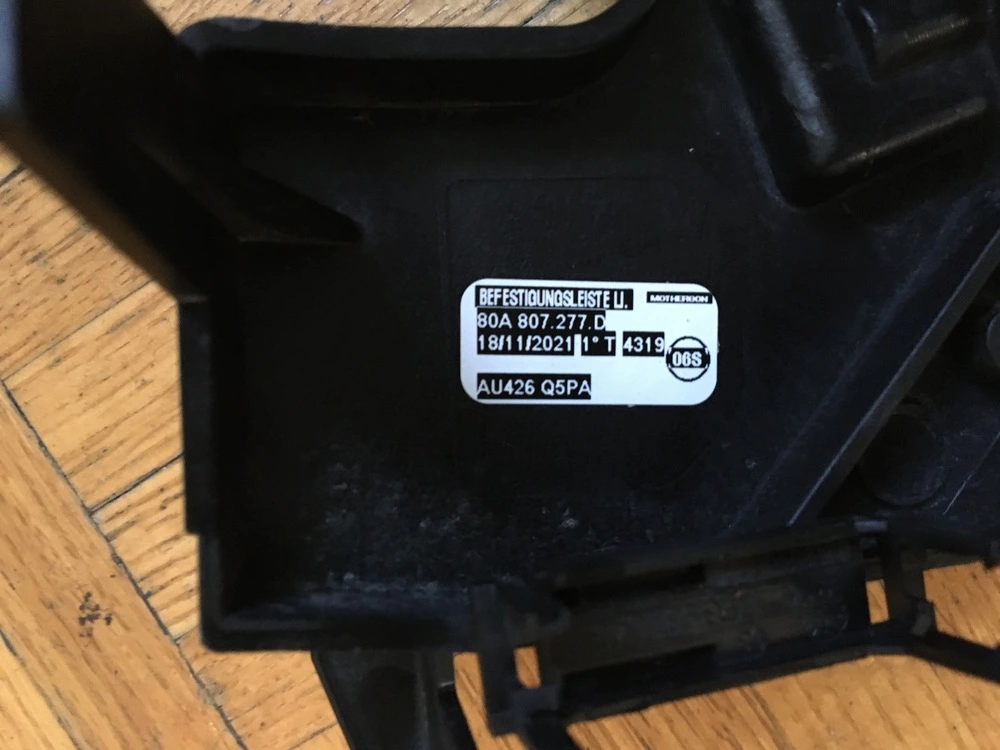 BEFESTIGUNGSLEISTE LI. MOTHERSON
80A 807.277.D
18/11/2021 1° T 4319 06S
AU426 Q5PA